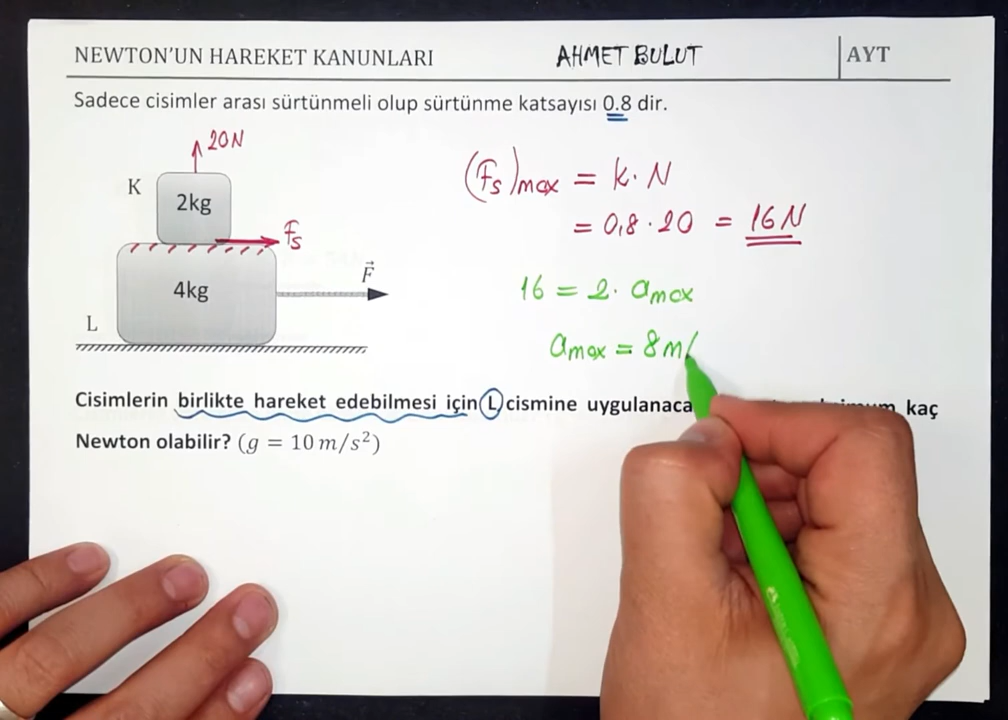 NEWTON'UN HAREKET KANUNLARI AHMET BULUT AYT
Sadece cisimler arası sürtünmeli olup sürtünme katsayısı 0.8 dir.
20N
K
2kg
fs
4kg
F
L
(fs)max = k. N
= 0,8 . 20 = 16N
16 = 2. amax
amax = 8m/
Cisimlerin birlikte hareket edebilmesi için L cismine kaç
Newton olabilir? (g = 10 m/s²)